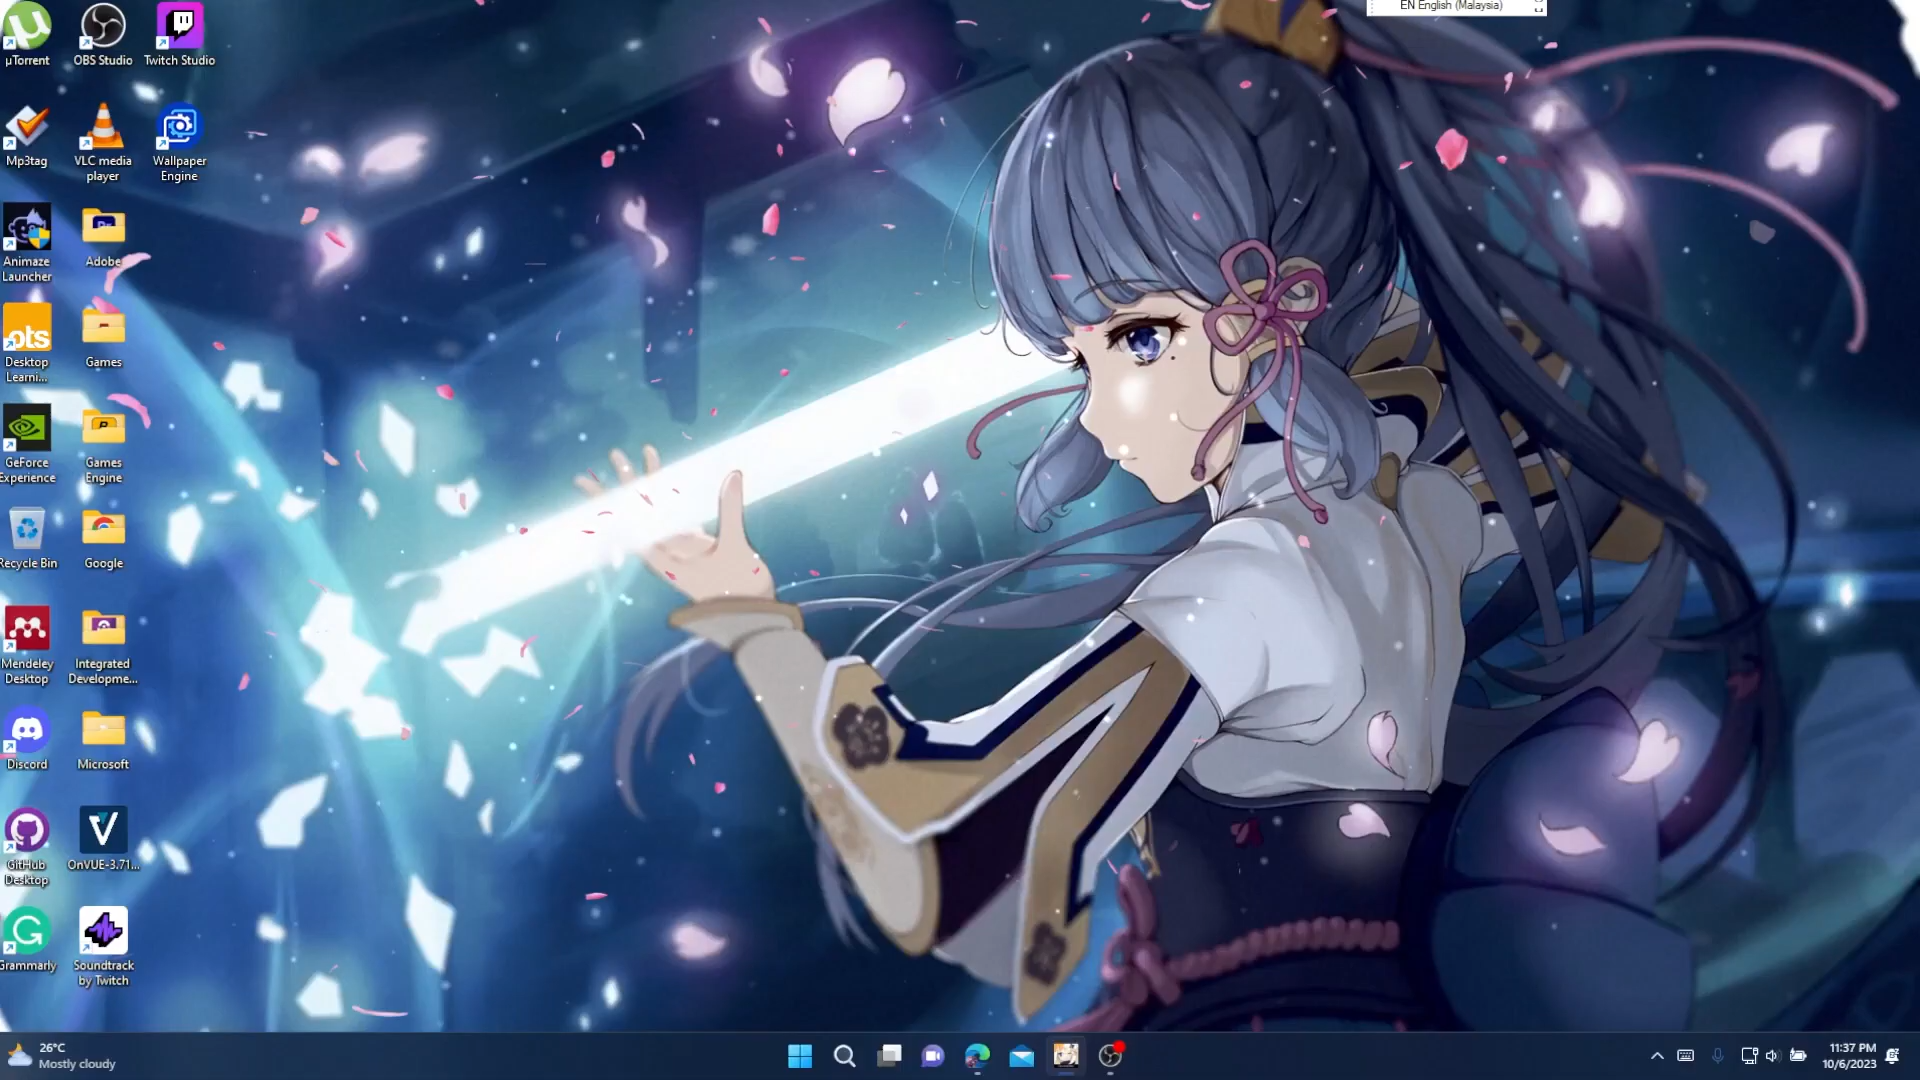 EN English (Malaysia)
µTorrent
OBS Studio
Twitch Studio
Mp3tag
VLC media
player
Wallpaper
Engine
Animaze
Launcher
Adobe
pts
Desktop
Learni...
Games
GeForce
Experience
Games
Engine
Recycle Bin
Google
Mendeley
Desktop
Integrated
Developme...
Discord
Microsoft
GitHub
Desktop
OnVUE-3.71...
Grammarly
Soundtrack
by Twitch
26°C
Mostly cloudy
11:37 PM
10/6/2023